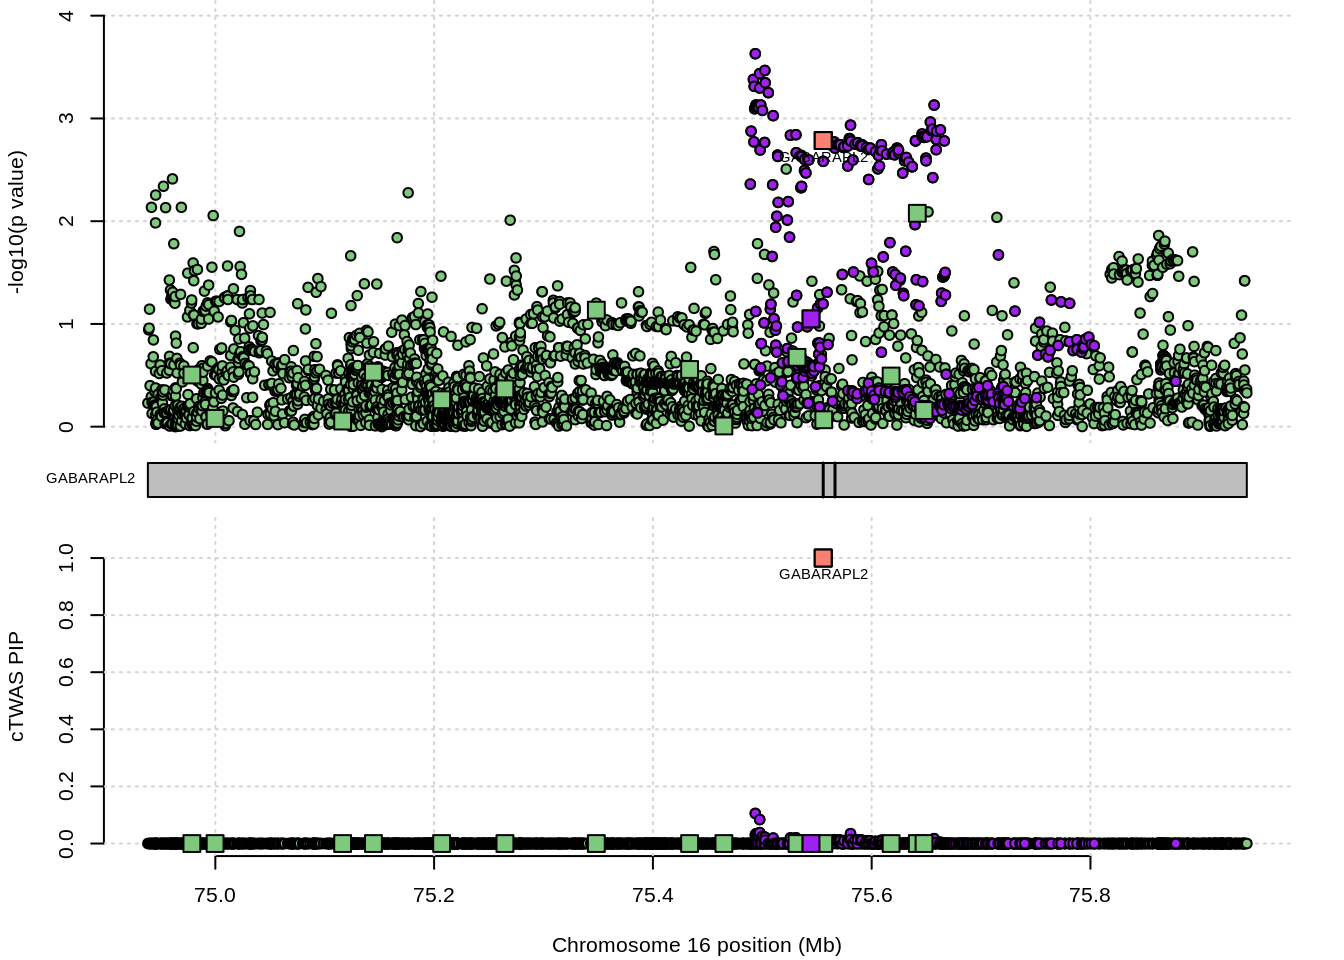 4
3
2
1
0
-log10(p value)
GABARAPL2
GABARAPL2
1.0
0.8
0.6
0.4
0.2
0.0
cTWAS PIP
GABARAPL2
75.0 75.2 75.4 75.6 75.8
Chromosome 16 position (Mb)